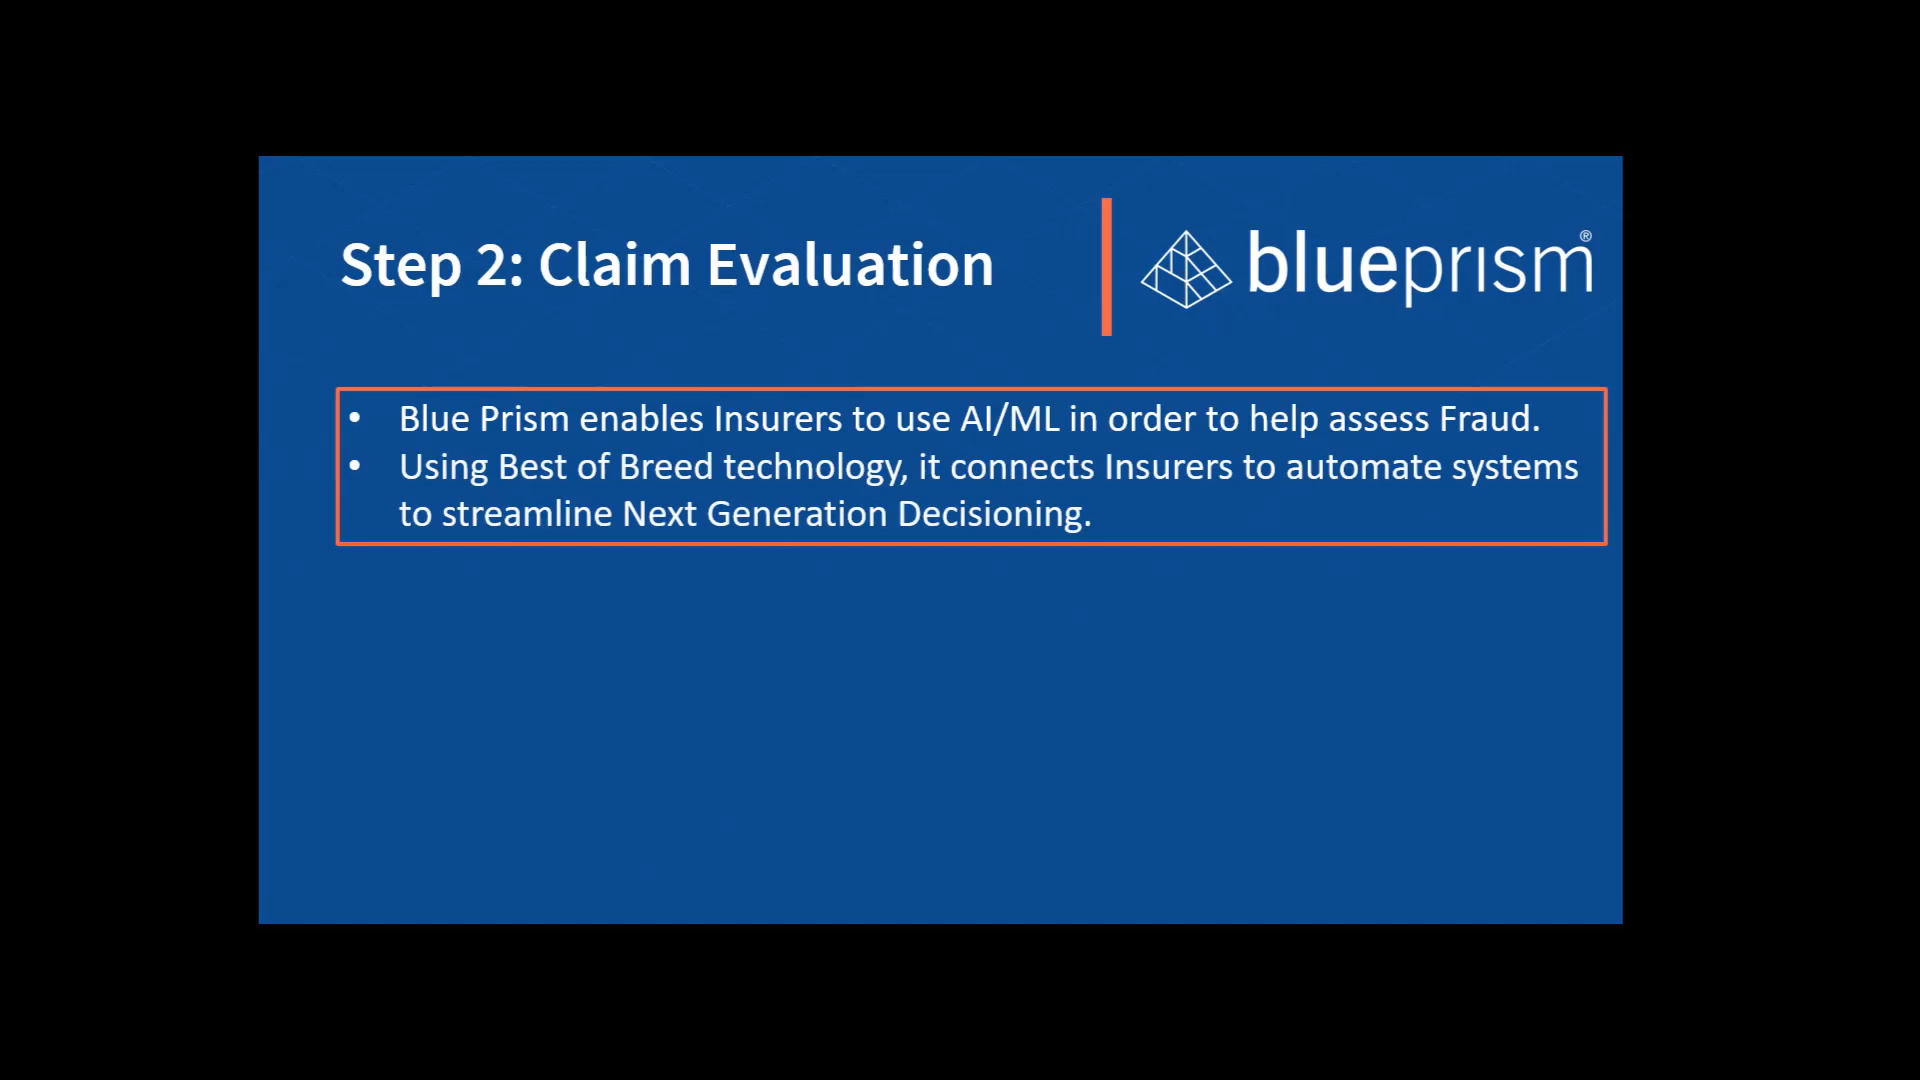 Step 2: Claim Evaluation
blueprism®
• Blue Prism enables Insurers to use AI/ML in order to help assess Fraud.
• Using Best of Breed technology, it connects Insurers to automate systems
to streamline Next Generation Decisioning.